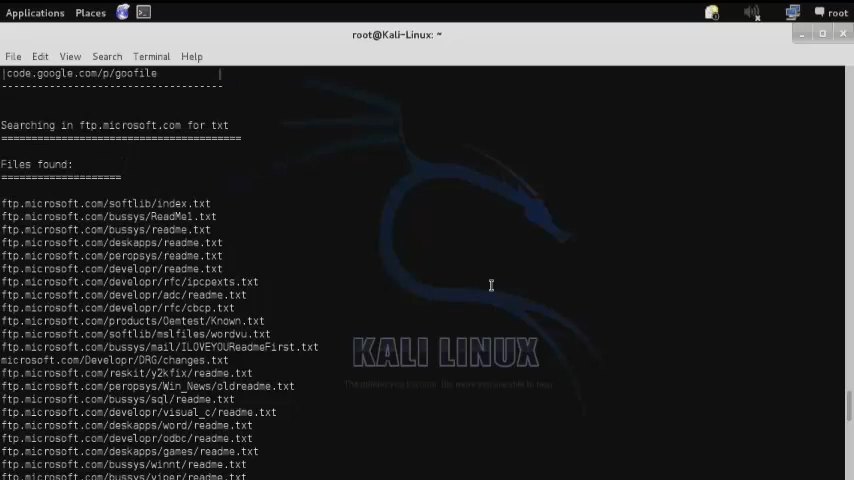 Applications Places root
root@Kali-Linux: ~
File Edit View Search Terminal Help
|code.google.com/p/goofile |
-------------------------------------
Searching in ftp.microsoft.com for txt
========================================
Files found:
====================
ftp.microsoft.com/softlib/index.txt
ftp.microsoft.com/bussys/ReadMe1.txt
ftp.microsoft.com/bussys/readme.txt
ftp.microsoft.com/deskapps/readme.txt
ftp.microsoft.com/peropsys/readme.txt
ftp.microsoft.com/developr/readme.txt
ftp.microsoft.com/developr/rfc/ipcpexts.txt
ftp.microsoft.com/developr/adc/readme.txt
ftp.microsoft.com/developr/rfc/cbcp.txt
ftp.microsoft.com/products/Oemtest/Known.txt
ftp.microsoft.com/softlib/mslfiles/wordvu.txt
ftp.microsoft.com/bussys/mail/ILOVEYOUReadmeFirst.txt
microsoft.com/Developr/DRG/changes.txt
ftp.microsoft.com/reskit/y2kfix/readme.txt
ftp.microsoft.com/peropsys/Win_News/oldreadme.txt
ftp.microsoft.com/bussys/sql/readme.txt
ftp.microsoft.com/developr/visual_c/readme.txt
ftp.microsoft.com/deskapps/word/readme.txt
ftp.microsoft.com/developr/odbc/readme.txt
ftp.microsoft.com/deskapps/games/readme.txt
ftp.microsoft.com/bussys/winnt/readme.txt
ftp.microsoft.com/bussys/viper/readme.txt
KALI LINUX